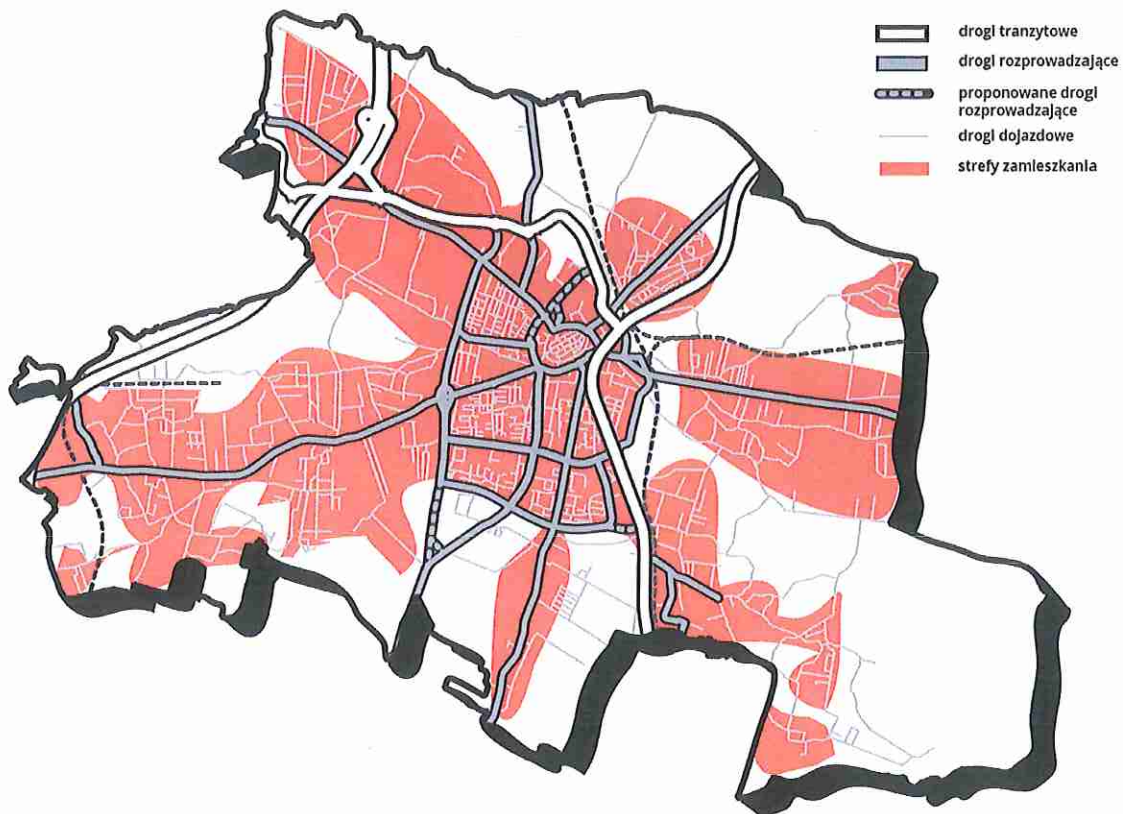 drogi tranzytowe
drogi rozprowadzające
proponowane drogi
rozprowadzające
drogi dojazdowe
strefy zamieszkania